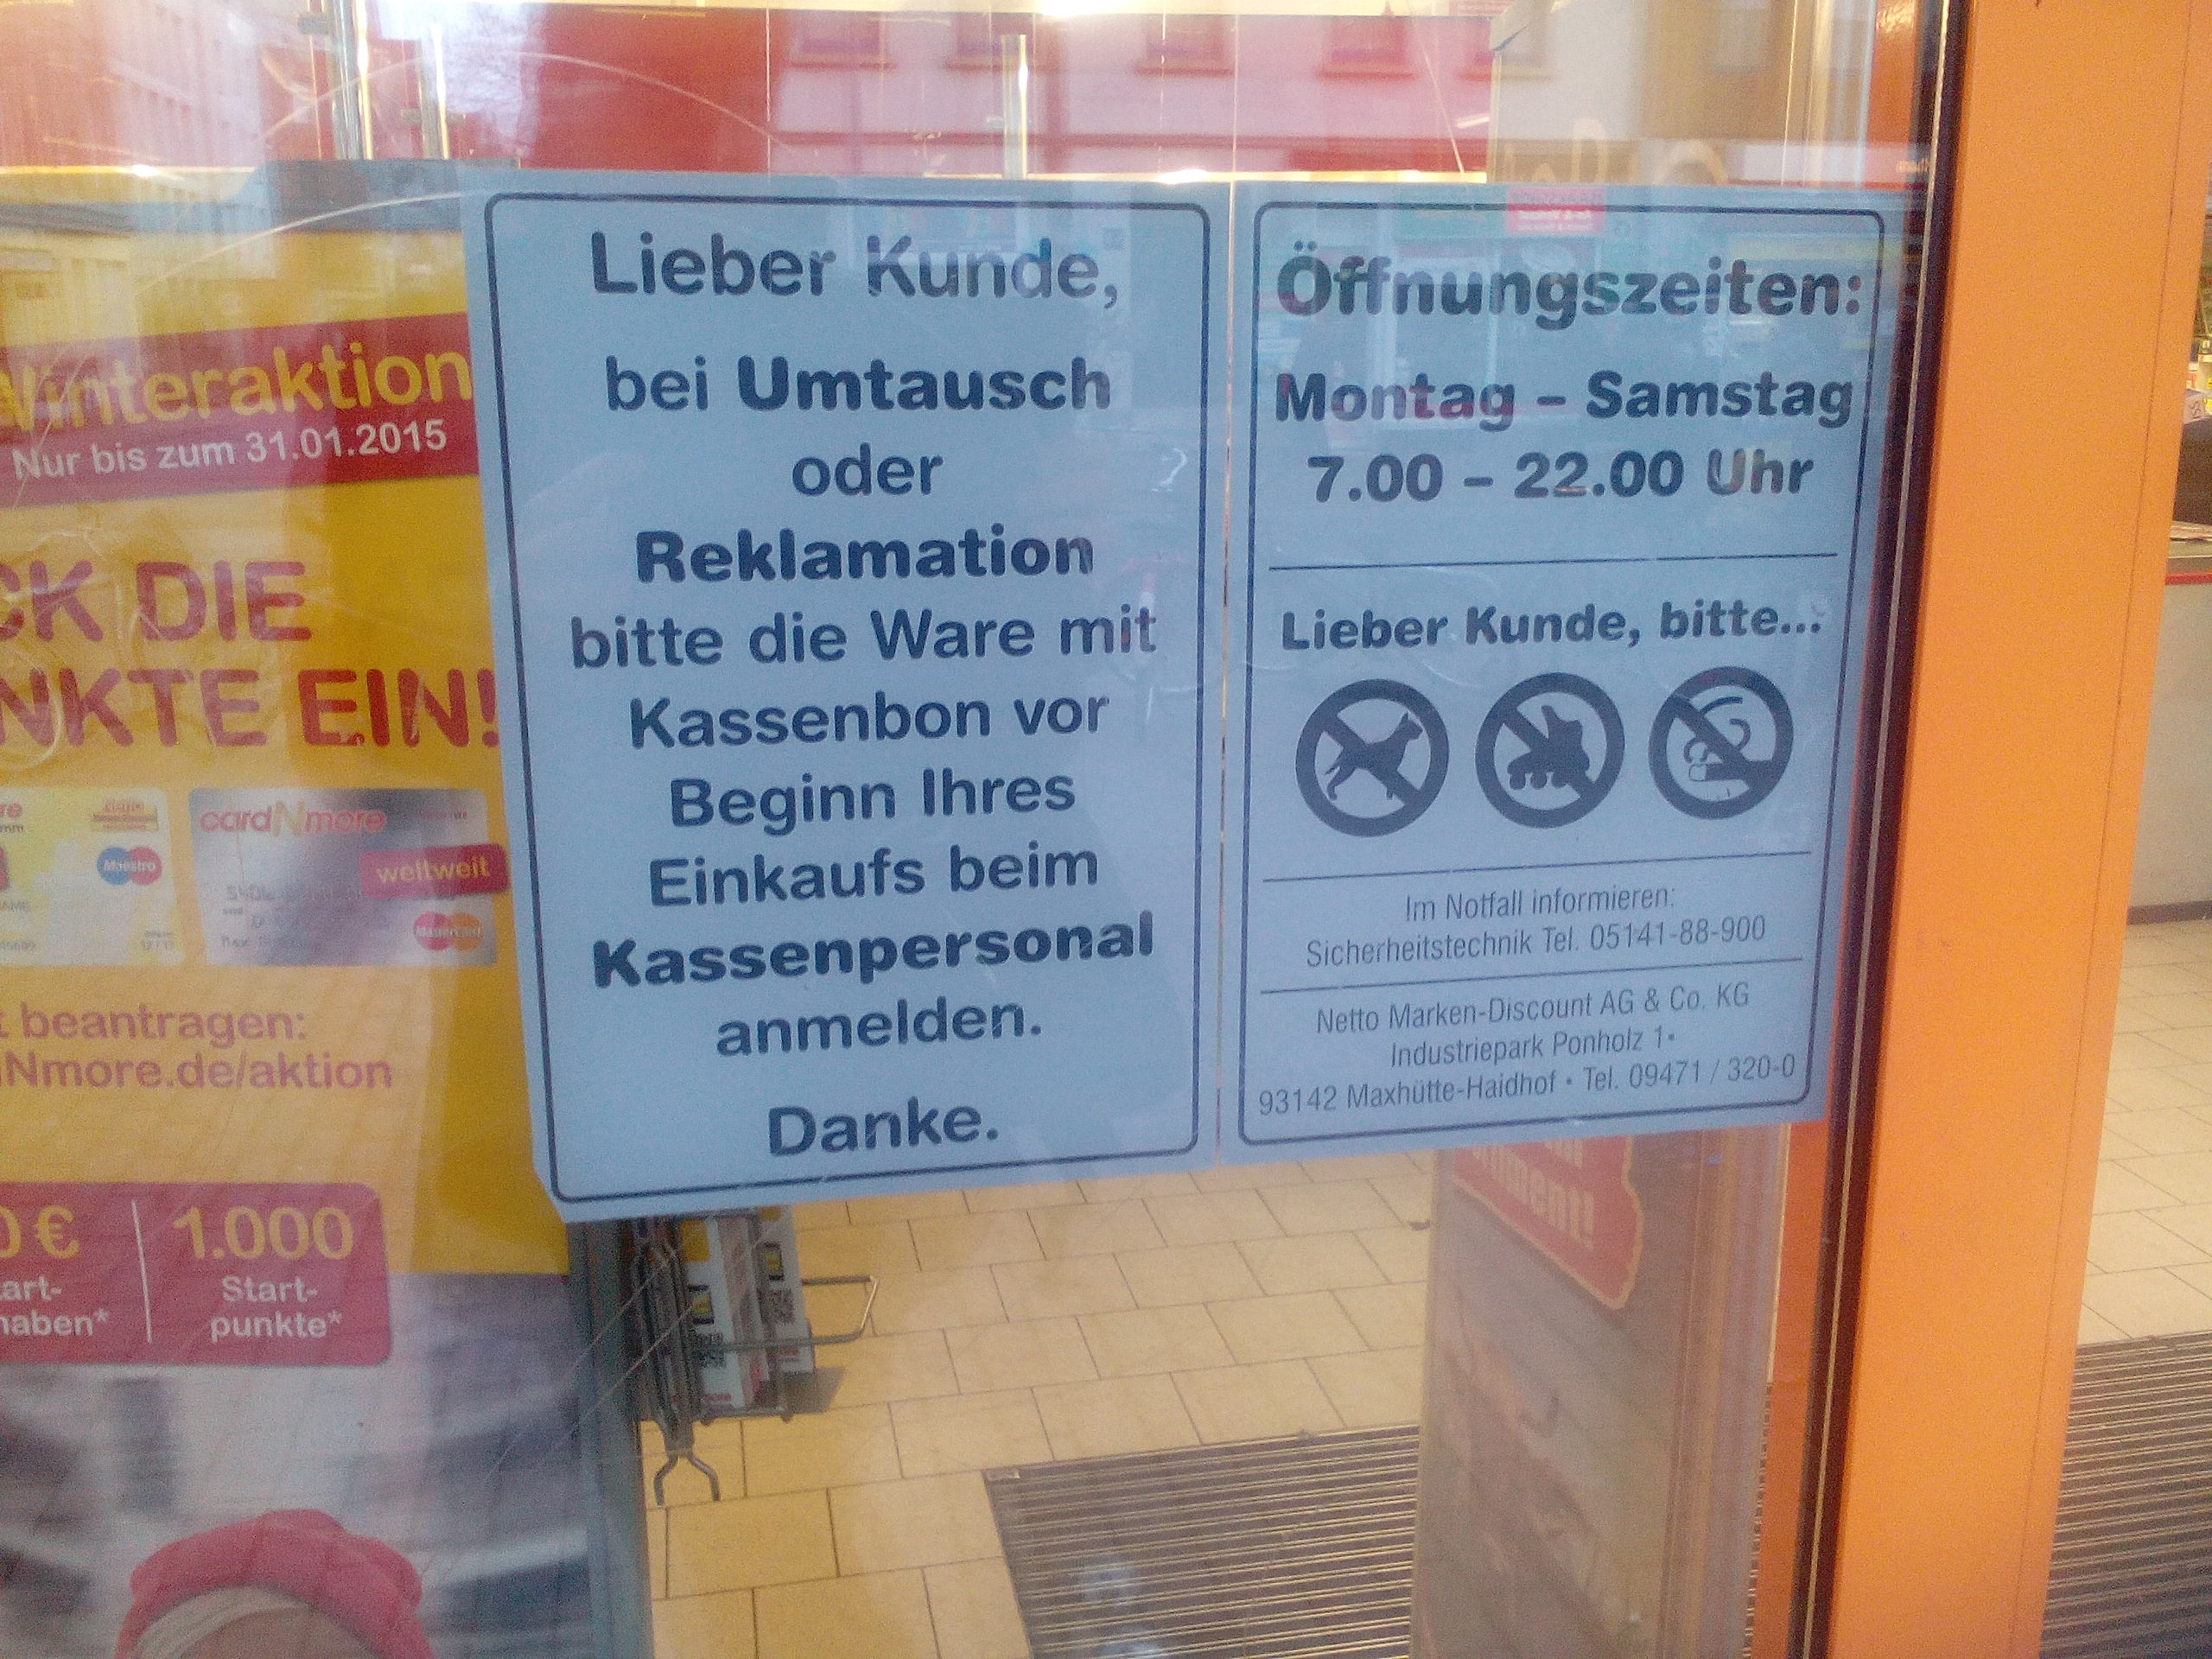 Winteraktion
Nur bis zum 31.01.2015
CK DIE
NKTE EIN!
Maestro
cardNmore
weltweit
MasterCard
t beantragen:
Nmore.de/aktion
0 €
1.000
Start-
punkte*
Lieber Kunde,
bei Umtausch
oder
Reklamation
bitte die Ware mit
Kassenbon vor
Beginn Ihres
Einkaufs beim
Kassenpersonal
anmelden.
Danke.
Öffnungszeiten:
Montag – Samstag
7.00 – 22.00 Uhr
Lieber Kunde, bitte...
Im Notfall informieren:
Sicherheitstechnik Tel. 05141-88-900
Netto Marken-Discount AG & Co. KG
Industriepark Ponholz 1•
93142 Maxhütte-Haidhof • Tel. 09471 / 320-0